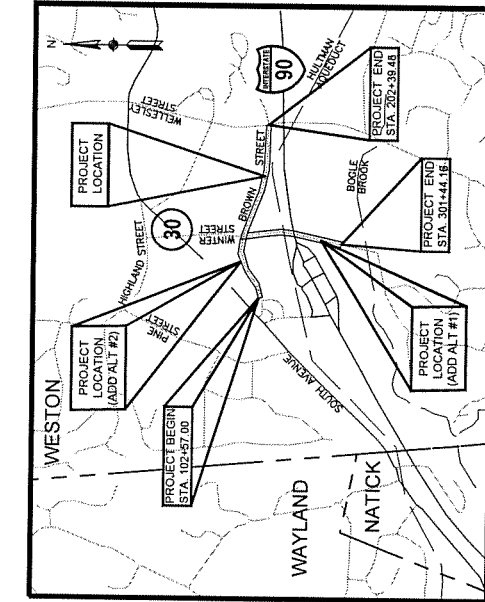 WESTON
N
PROJECT
LOCATION
HIGHLAND STREET
30
WELLESLEY
STREET
INTERSTATE
90
HULTMAN
AQUEDUCT
PROJECT
LOCATION
(ADD ALT #2)
PINE
STREET
WINTER
STREET
BROWN
STREET
PROJECT BEGIN
STA. 102+57.00
PROJECT END
STA. 202+39.48
SOUTH AVENUE
BOGLE
BROOK
WAYLAND
NATICK
PROJECT
LOCATION
(ADD ALT #1)
PROJECT END
STA. 301+44.16